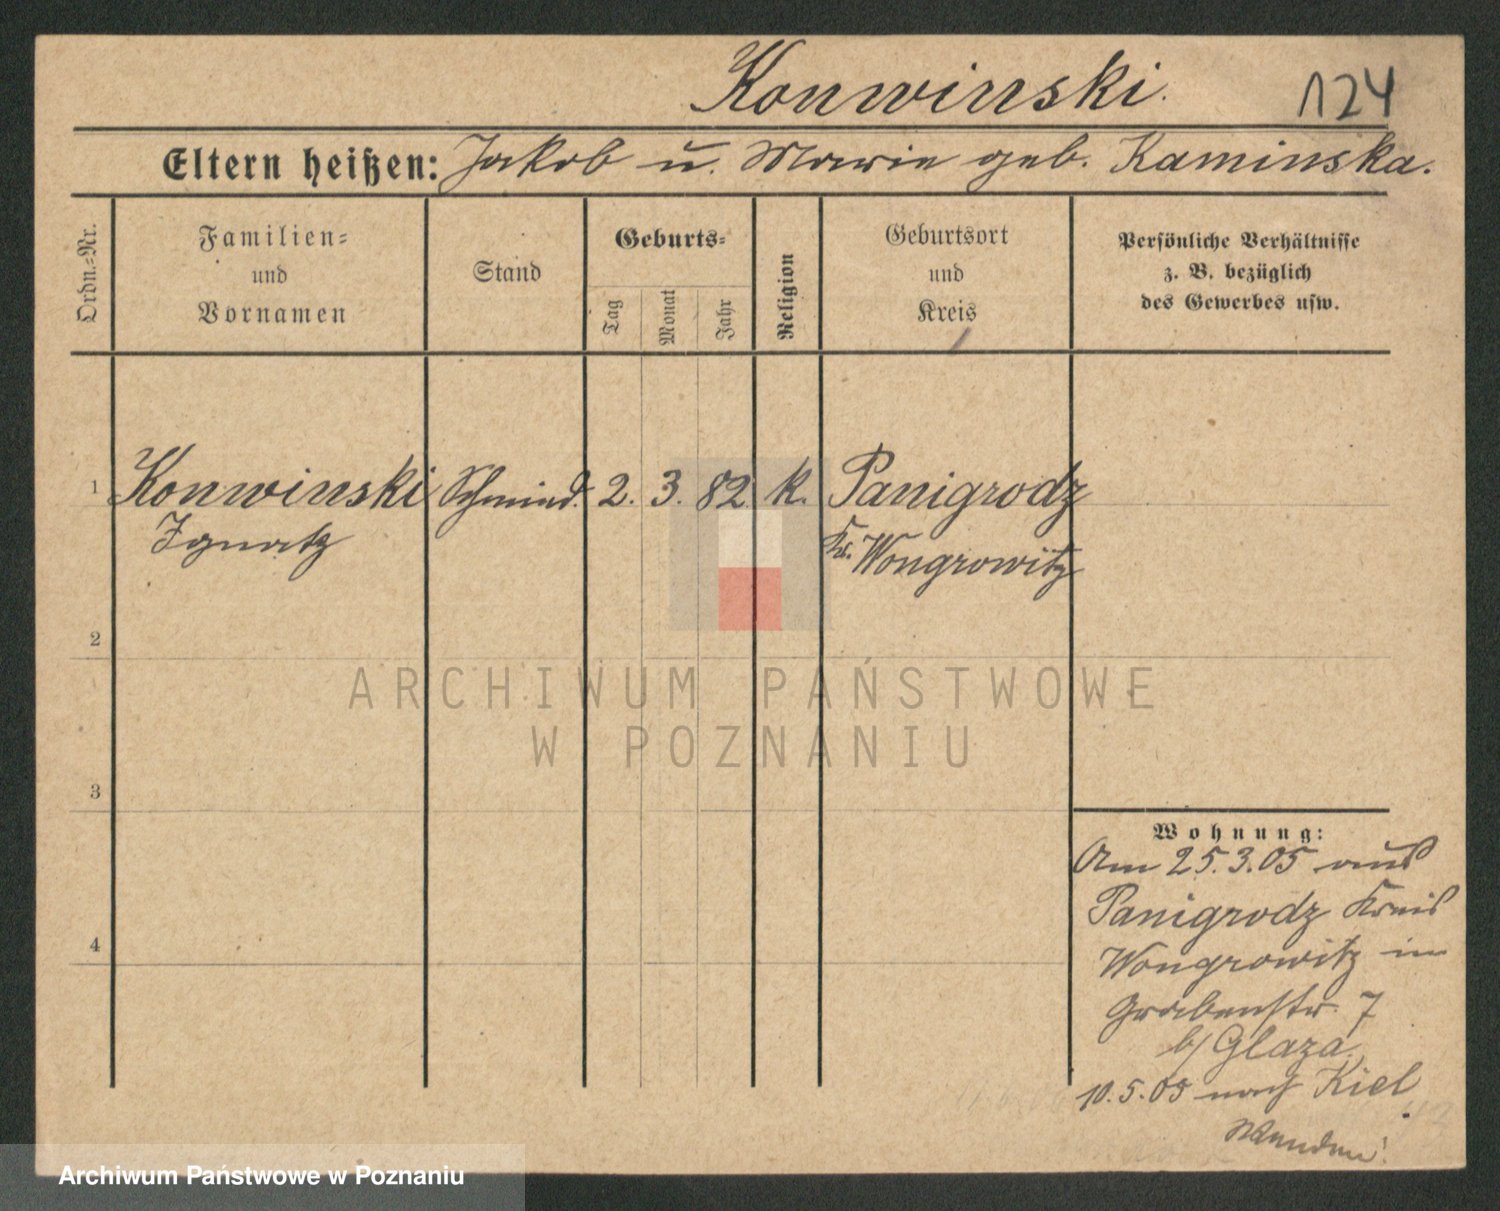 Konwinski.
124
Eltern heißen: Jakob u. Marie geb. Kaminska.
Ordn.-Nr.
Familien-
und
Vornamen
Stand
Geburts-
Tag
Monat
Jahr
Religion
Geburtsort
und
Kreis
Persönliche Verhältnisse
z. B. bezüglich
des Gewerbes usw.
1 Konwinski Schmied. 2. 3. 82 k. Panigrodz
Ignatz Kr. Wongrowitz
2
3
4
ARCHIWUM PAŃSTWOWE
W POZNANIU
Wohnung:
Am 25.3.05 aus
Panigrodz Kreis
Wongrowitz in
Grabenstr. 7
b/ Glaza.
10.5.05 nach Kiel
Wenden!
Archiwum Państwowe w Poznaniu